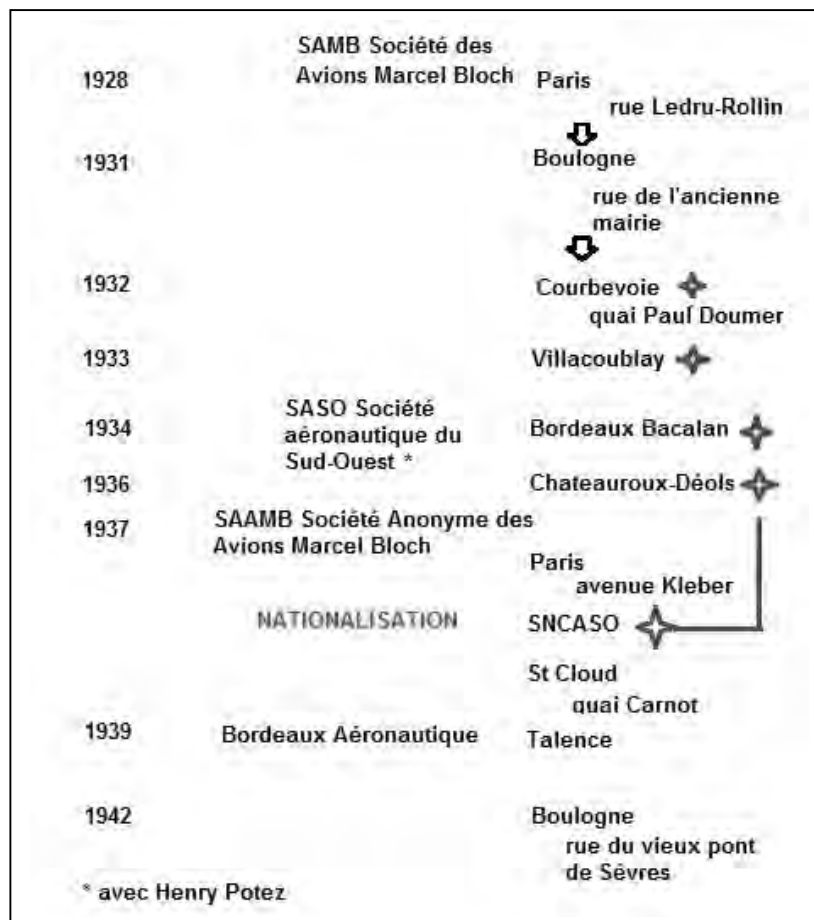 SAMB Société des
1928 Avions Marcel Bloch Paris
rue Ledru-Rollin
1931 Boulogne
rue de l'ancienne
mairie
1932 Courbevoie
quai Paul Doumer
1933 Villacoublay
SASO Société
1934 aéronautique du Bordeaux Bacalan
Sud-Ouest *
1936 Chateauroux-Déols
1937 SAAMB Société Anonyme des
Avions Marcel Bloch
Paris
avenue Kleber
NATIONALISATION SNCASO
St Cloud
quai Carnot
1939 Bordeaux Aéronautique Talence
1942 Boulogne
rue du vieux pont
de Sèvres
* avec Henry Potez